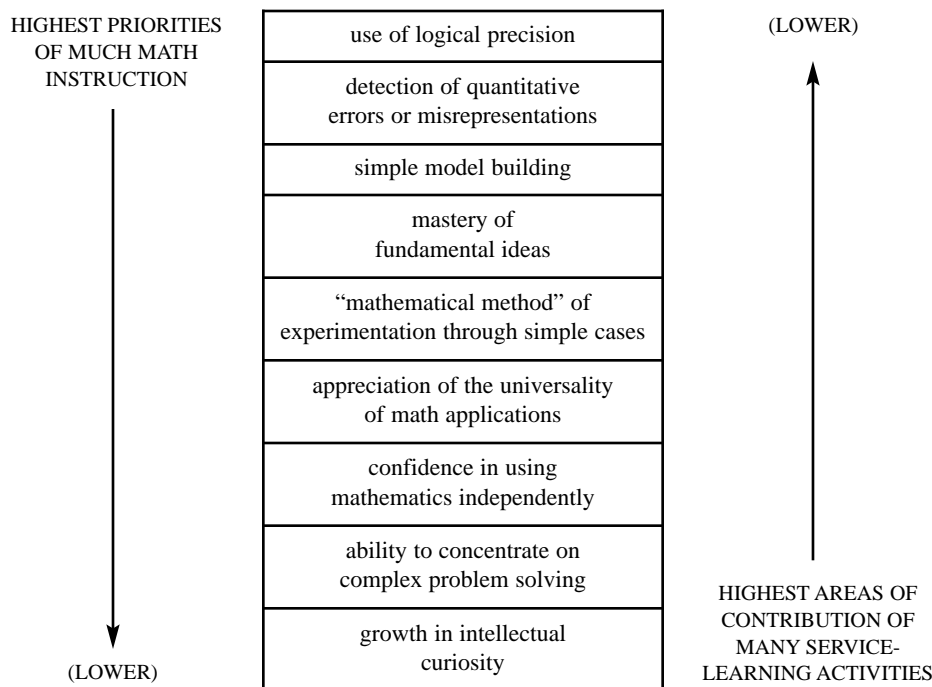 HIGHEST PRIORITIES
OF MUCH MATH
INSTRUCTION
(LOWER)
use of logical precision
detection of quantitative
errors or misrepresentations
simple model building
mastery of
fundamental ideas
“mathematical method” of
experimentation through simple cases
appreciation of the universality
of math applications
confidence in using
mathematics independently
ability to concentrate on
complex problem solving
growth in intellectual
curiosity
(LOWER)
HIGHEST AREAS OF
CONTRIBUTION OF
MANY SERVICE-
LEARNING ACTIVITIES